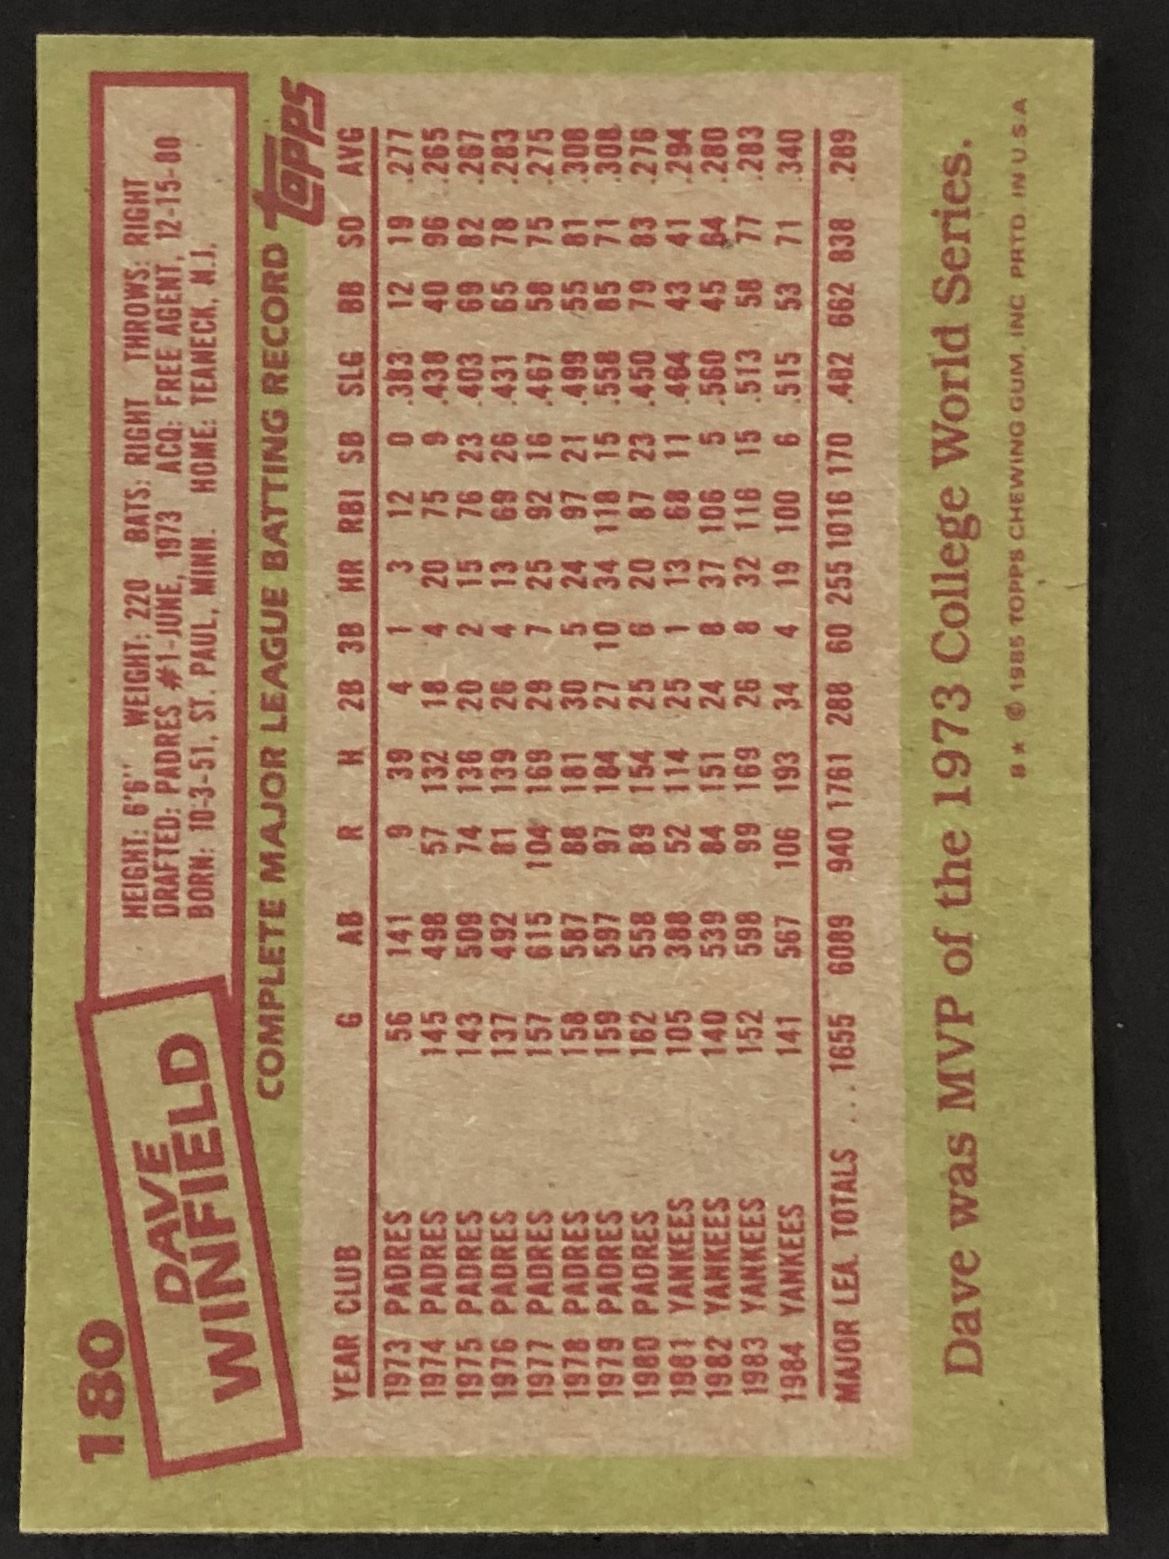 180
DAVE
WINFIELD
HEIGHT: 6'6" WEIGHT: 220 BATS: RIGHT THROWS: RIGHT
DRAFTED: PADRES #1-JUNE, 1973 ACQ: FREE AGENT, 12-15-80
BORN: 10-3-51, ST. PAUL, MINN. HOME: TEANECK, N.J.
COMPLETE MAJOR LEAGUE BATTING RECORD topps
YEAR CLUB G AB R H 2B 3B HR RBI SB SLG BB SO AVG
1973 PADRES 56 141 9 39 4 1 3 12 0 .383 12 19 .277
1974 PADRES 145 498 57 132 18 4 20 75 9 .438 40 96 .265
1975 PADRES 143 509 74 136 20 2 15 76 23 .403 69 82 .267
1976 PADRES 137 492 81 139 26 4 13 69 26 .431 65 78 .283
1977 PADRES 157 615 104 169 29 7 25 92 16 .467 58 75 .275
1978 PADRES 158 587 88 181 30 5 24 97 21 .499 55 81 .308
1979 PADRES 159 597 97 184 27 10 34 118 15 .558 85 71 .308
1980 PADRES 162 558 89 154 25 6 20 87 23 .450 79 83 .276
1981 YANKEES 105 388 52 114 25 1 13 68 11 .464 43 41 .294
1982 YANKEES 140 539 84 151 24 8 37 106 5 .560 45 64 .280
1983 YANKEES 152 598 99 169 26 8 32 116 15 .513 58 77 .283
1984 YANKEES 141 567 106 193 34 4 19 100 6 .515 53 71 .340
MAJOR LEA. TOTALS ... 1655 6089 940 1761 288 60 255 1016 170 .482 662 838 .289
Dave was MVP of the 1973 College World Series.
B★ © 1985 TOPPS CHEWING GUM, INC PRTD. IN U.S.A